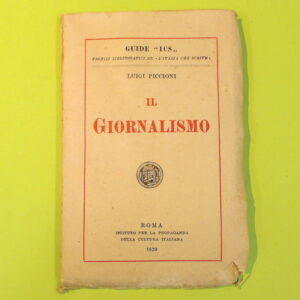 GUIDE "ICS„
PROFILI BIBLIOGRAFICI DE «L'ITALIA CHE SCRIVE»
LUIGI PICCIONI
IL
GIORNALISMO
ROMA
ISTITUTO PER LA PROPAGANDA
DELLA CULTURA ITALIANA
1920